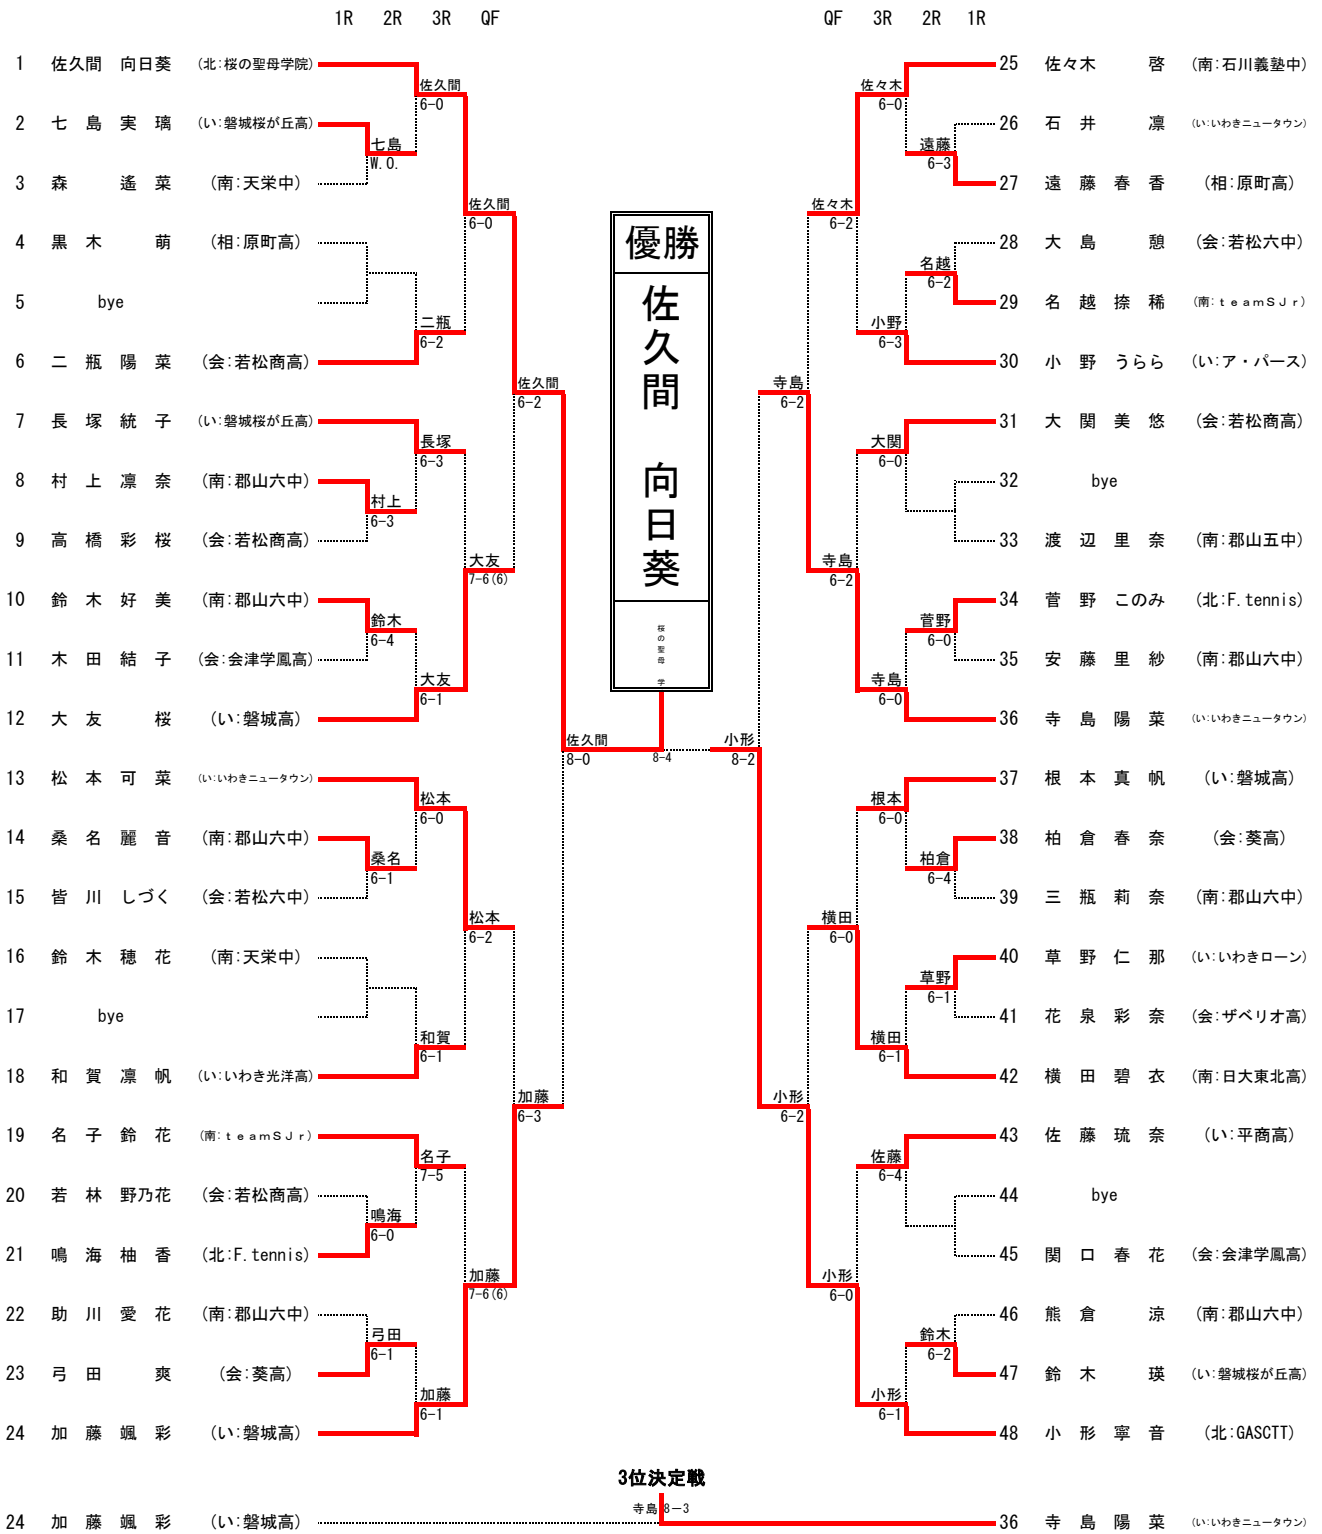 1R 2R 3R QF QF 3R 2R 1R
1 佐久間 向日葵 (北:桜の聖母学院)
佐久間
6-0
2 七島実璃 (い:磐城桜が丘高)
七島
W.O.
3 森 遙菜 (南:天栄中)
佐久間
6-0
4 黒木 萌 (相:原町高)
5 bye
二瓶
6-2
6 二瓶陽菜 (会:若松商高)
佐久間
6-2
7 長塚統子 (い:磐城桜が丘高)
長塚
6-3
8 村上凛奈 (南:郡山六中)
村上
6-3
9 高橋彩桜 (会:若松商高)
大友
7-6(6)
10 鈴木好美 (南:郡山六中)
鈴木
6-4
11 木田結子 (会:会津学鳳高)
大友
6-1
12 大友 桜 (い:磐城高)
佐久間
8-0
13 松本可菜 (い:いわきニュータウン)
松本
6-0
14 桑名麗音 (南:郡山六中)
桑名
6-1
15 皆川しづく (会:若松六中)
松本
6-2
16 鈴木穂花 (南:天栄中)
17 bye
和賀
6-1
18 和賀凛帆 (い:いわき光洋高)
加藤
6-3
19 名子鈴花 (南:teamSJr)
名子
7-5
20 若林野乃花 (会:若松商高)
鳴海
6-0
21 鳴海柚香 (北:F.tennis)
加藤
7-6(6)
22 助川愛花 (南:郡山六中)
弓田
6-1
23 弓田 爽 (会:葵高)
加藤
6-1
24 加藤颯彩 (い:磐城高)
優勝
佐久間 向日葵
桜の聖母 学
8-4
25 佐々木 啓 (南:石川義塾中)
佐々木
6-0
26 石井 凛 (い:いわきニュータウン)
遠藤
6-3
27 遠藤春香 (相:原町高)
佐々木
6-2
28 大島 憩 (会:若松六中)
名越
6-2
29 名越捺稀 (南:teamSJr)
小野
6-3
30 小野うらら (い:ア・パース)
寺島
6-2
31 大関美悠 (会:若松商高)
大関
6-0
32 bye
33 渡辺里奈 (南:郡山五中)
寺島
6-2
34 菅野このみ (北:F.tennis)
菅野
6-0
35 安藤里紗 (南:郡山六中)
寺島
6-0
36 寺島陽菜 (い:いわきニュータウン)
小形
8-2
37 根本真帆 (い:磐城高)
根本
6-0
38 柏倉春奈 (会:葵高)
柏倉
6-4
39 三瓶莉奈 (南:郡山六中)
横田
6-0
40 草野仁那 (い:いわきローン)
草野
6-1
41 花泉彩奈 (会:ザベリオ高)
横田
6-1
42 横田碧衣 (南:日大東北高)
小形
6-2
43 佐藤琉奈 (い:平商高)
佐藤
6-4
44 bye
45 関口春花 (会:会津学鳳高)
小形
6-0
46 熊倉 涼 (南:郡山六中)
鈴木
6-2
47 鈴木 瑛 (い:磐城桜が丘高)
小形
6-1
48 小形寧音 (北:GASCTT)
3位決定戦
寺島 8-3
24 加藤颯彩 (い:磐城高)
36 寺島陽菜 (い:いわきニュータウン)